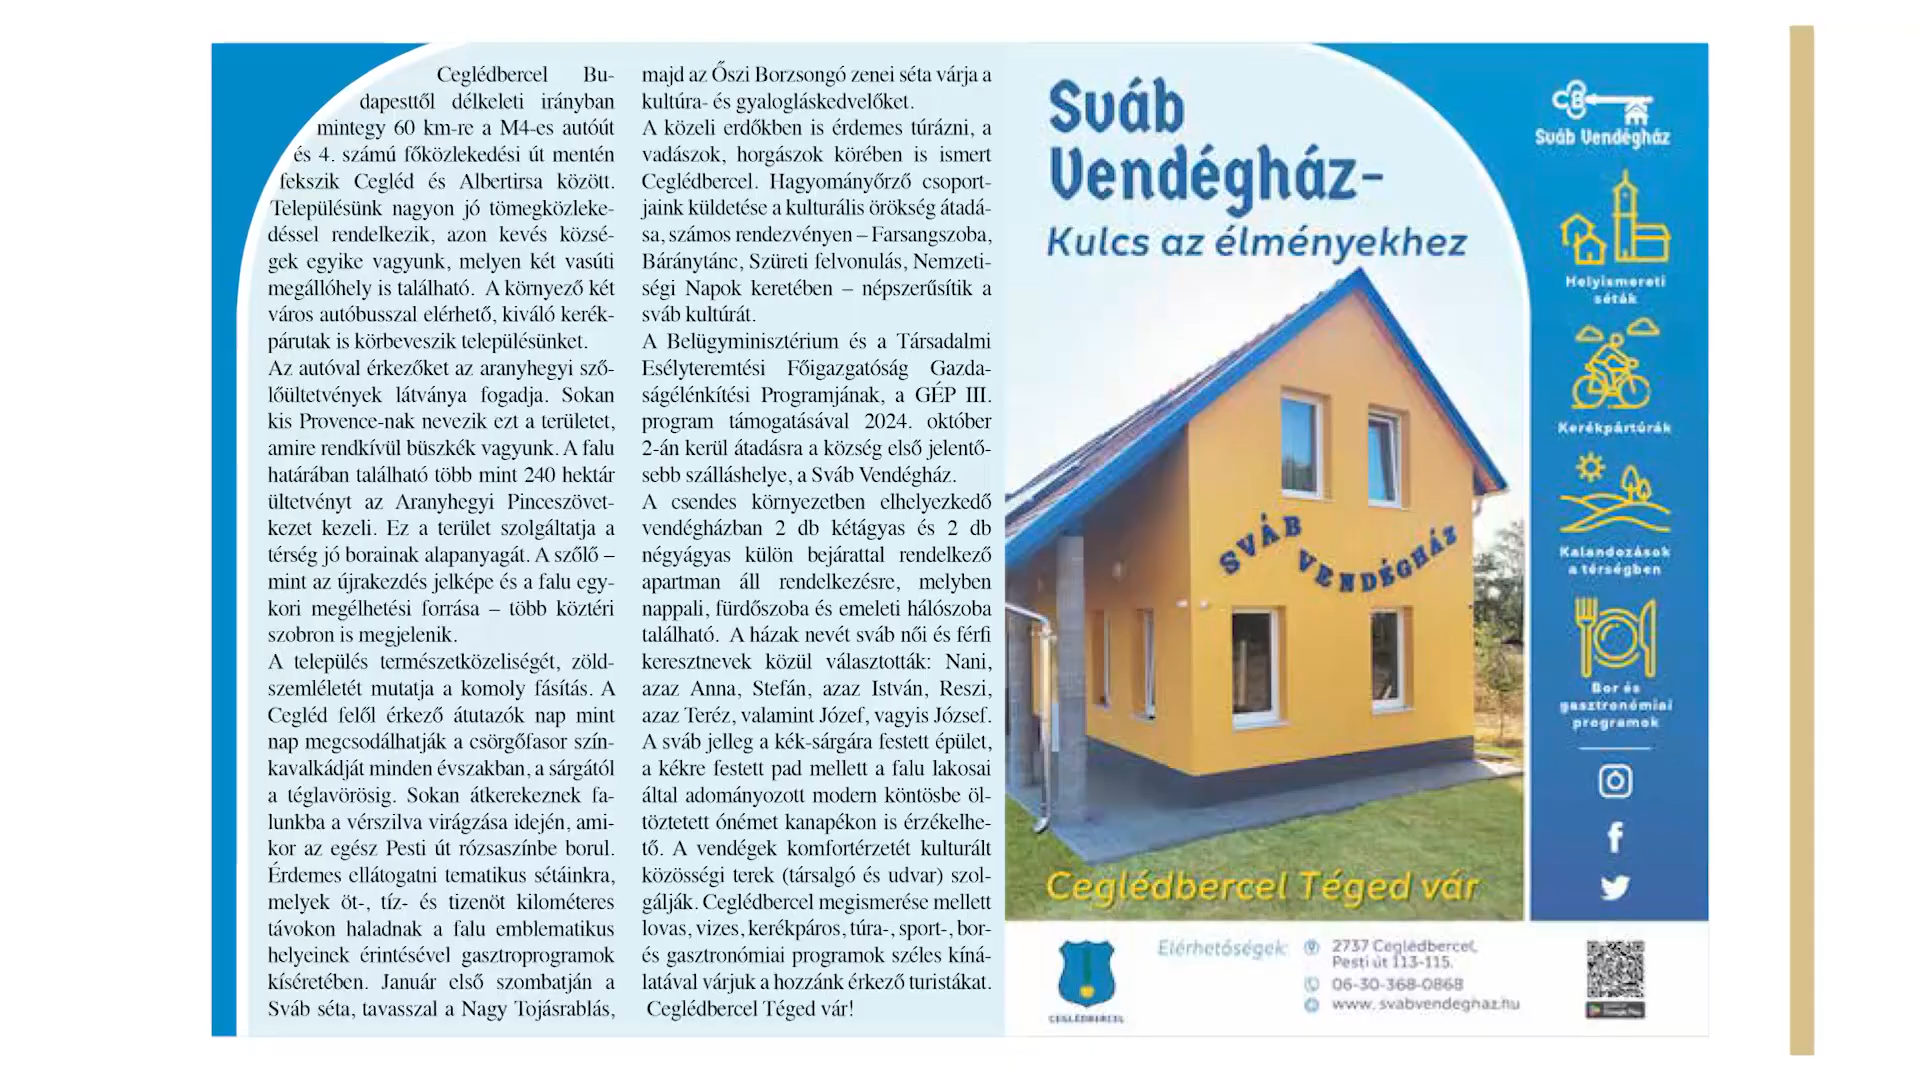 Ceglédbercel Bu-
dapesttől délkeleti irányban
mintegy 60 km-re a M4-es autóút
és 4. számú főközlekedési út mentén
fekszik Cegléd és Albertirsa között.
Településünk nagyon jó tömegközleke-
déssel rendelkezik, azon kevés közsé-
gek egyike vagyunk, melyen két vasúti
megállóhely is található. A környező két
város autóbusszal elérhető, kiváló kerék-
párutak is körbeveszik településünket.
Az autóval érkezőket az aranyhegyi sző-
lőültetvények látványa fogadja. Sokan
kis Provence-nak nevezik ezt a területet,
amire rendkívül büszkék vagyunk. A falu
határában található több mint 240 hektár
ültetvényt az Aranyhegyi Pinceszövet-
kezet kezeli. Ez a terület szolgáltatja a
térség jó borainak alapanyagát. A szőlő –
mint az újrakezdés jelképe és a falu egy-
kori megélhetési forrása – több köztéri
szobron is megjelenik.
A település természetközeliségét, zöld-
szemléletét mutatja a komoly fásítás. A
Cegléd felől érkező átutazók nap mint
nap megcsodálhatják a csörgőfasor szín-
kavalkádját minden évszakban, a sárgától
a téglavörösig. Sokan átkerekeznek fa-
lunkba a vérszilva virágzása idején, ami-
kor az egész Pesti út rózsaszínbe borul.
Érdemes ellátogatni tematikus sétáinkra,
melyek öt-, tíz- és tizenöt kilométeres
távokon haladnak a falu emblematikus
helyeinek érintésével gasztroprogramok
kíséretében. Január első szombatján a
Sváb séta, tavasszal a Nagy Tojásrablás,
majd az Őszi Borzsongó zenei séta várja a
kultúra- és gyalogláskedvelőket.
A közeli erdőkben is érdemes túrázni, a
vadászok, horgászok körében is ismert
Ceglédbercel. Hagyományőrző csoport-
jaink küldetése a kulturális örökség átadá-
sa, számos rendezvényen – Farsangszoba,
Báránytánc, Szüreti felvonulás, Nemzeti-
ségi Napok keretében – népszerűsítik a
sváb kultúrát.
A Belügyminisztérium és a Társadalmi
Esélyteremtési Főigazgatóság Gazda-
ságélénkítési Programjának, a GÉP III.
program támogatásával 2024. október
2-án kerül átadásra a község első jelentő-
sebb szálláshelye, a Sváb Vendégház.
A csendes környezetben elhelyezkedő
vendégházban 2 db kétágyas és 2 db
négyágyas külön bejárattal rendelkező
apartman áll rendelkezésre, melyben
nappali, fürdőszoba és emeleti hálószoba
található. A házak nevét sváb női és férfi
keresztnevek közül választották: Nani,
azaz Anna, Stefán, azaz István, Reszi,
azaz Teréz, valamint Józef, vagyis József.
A sváb jelleg a kék-sárgára festett épület,
a kékre festett pad mellett a falu lakosai
által adományozott modern köntösbe öl-
töztetett ónémet kanapékon is érzékelhe-
tő. A vendégek komfortérzetét kulturált
közösségi terek (társalgó és udvar) szol-
gálják. Ceglédbercel megismerése mellett
lovas, vizes, kerékpáros, túra-, sport-, bor-
és gasztronómiai programok széles kíná-
latával várjuk a hozzánk érkező turistákat.
Ceglédbercel Téged vár!
Sváb
Vendégház-
Kulcs az élményekhez
SVÁB
VENDÉGHÁZ
Ceglédbercel Téged vár
CB
Sváb Vendégház
Helyismereti
séták
Kerékpártúrák
Kalandozások
a térségben
Bor és
gasztronómiai
programok
CEGLÉDBERCEL
Elérhetőségek:
2737 Ceglédbercel,
Pesti út 113-115.
06-30-368-0868
www.svabvendeghaz.hu
Google Play